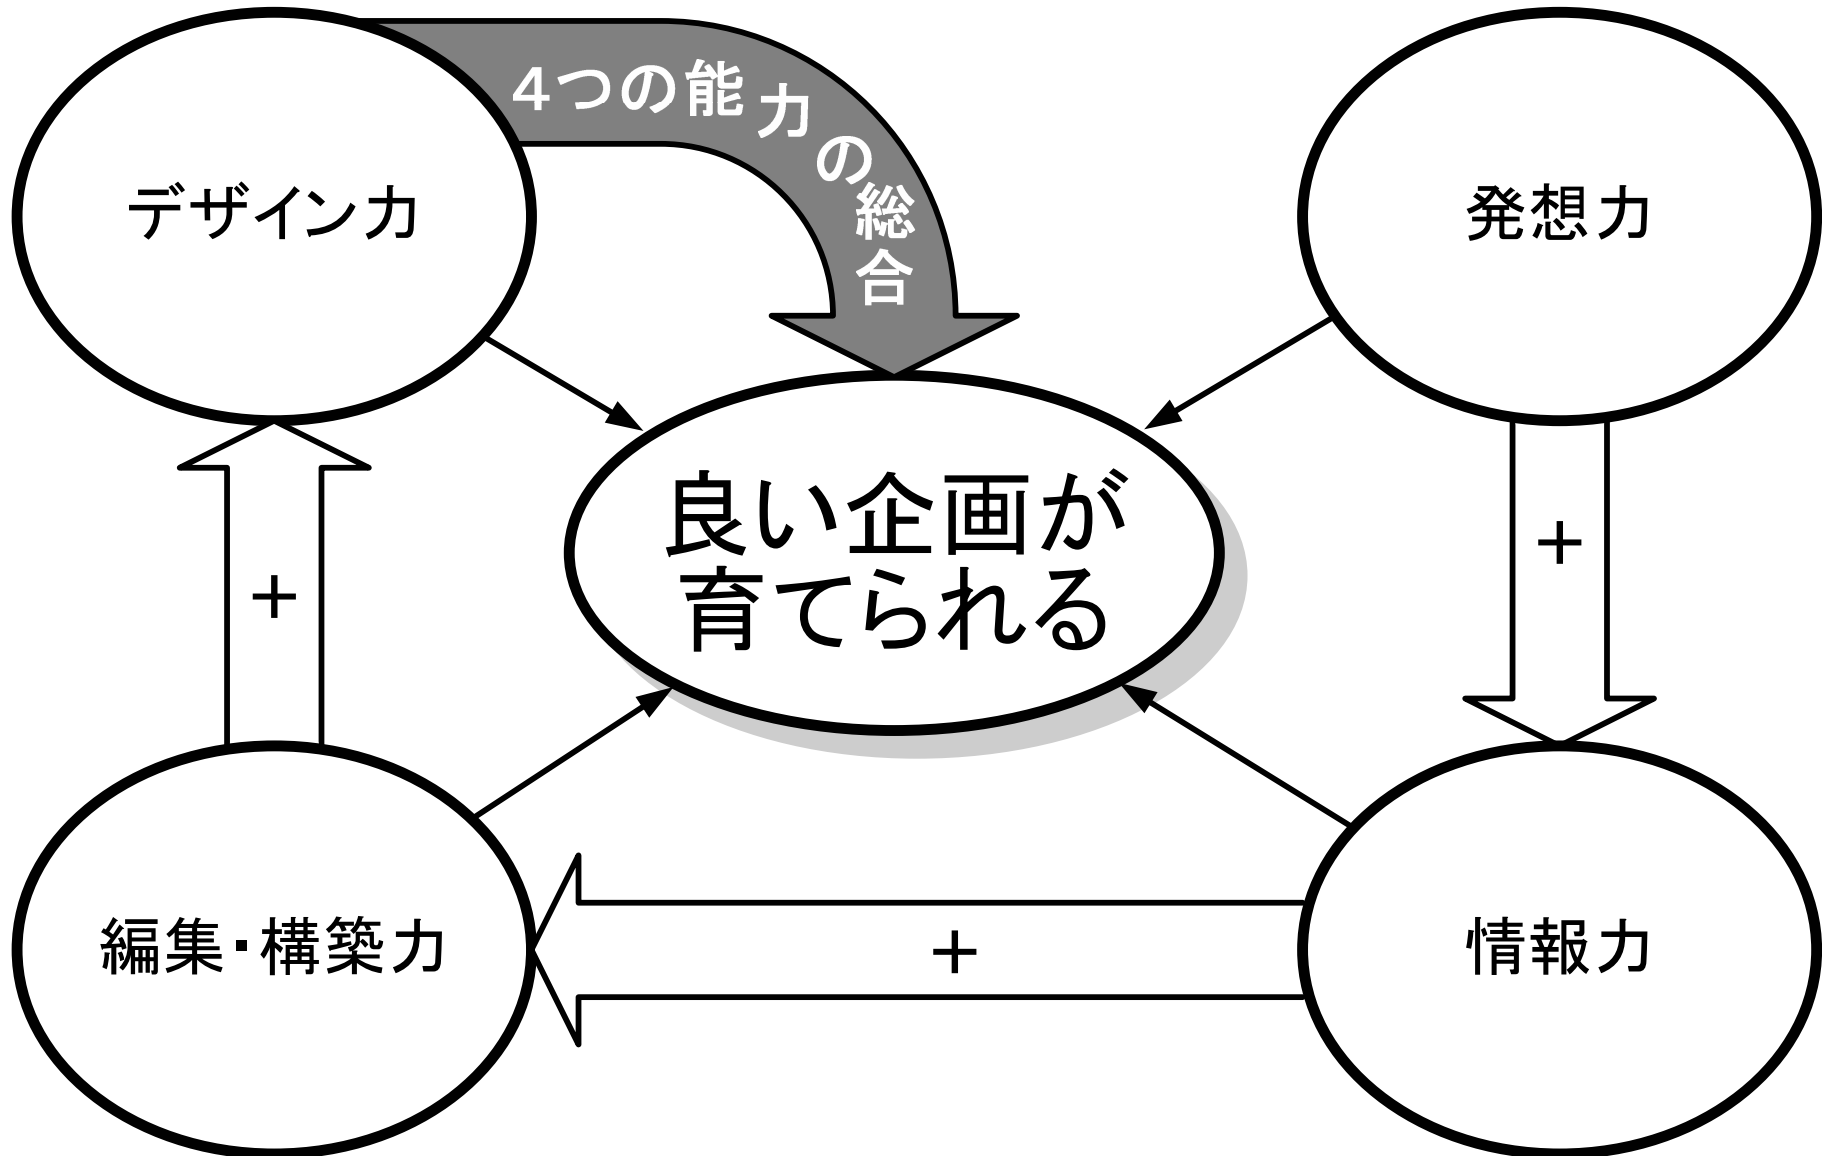 ４つの能力の総合
デザイン力
発想力
良い企画が
育てられる
＋
＋
編集・構築力
＋
情報力